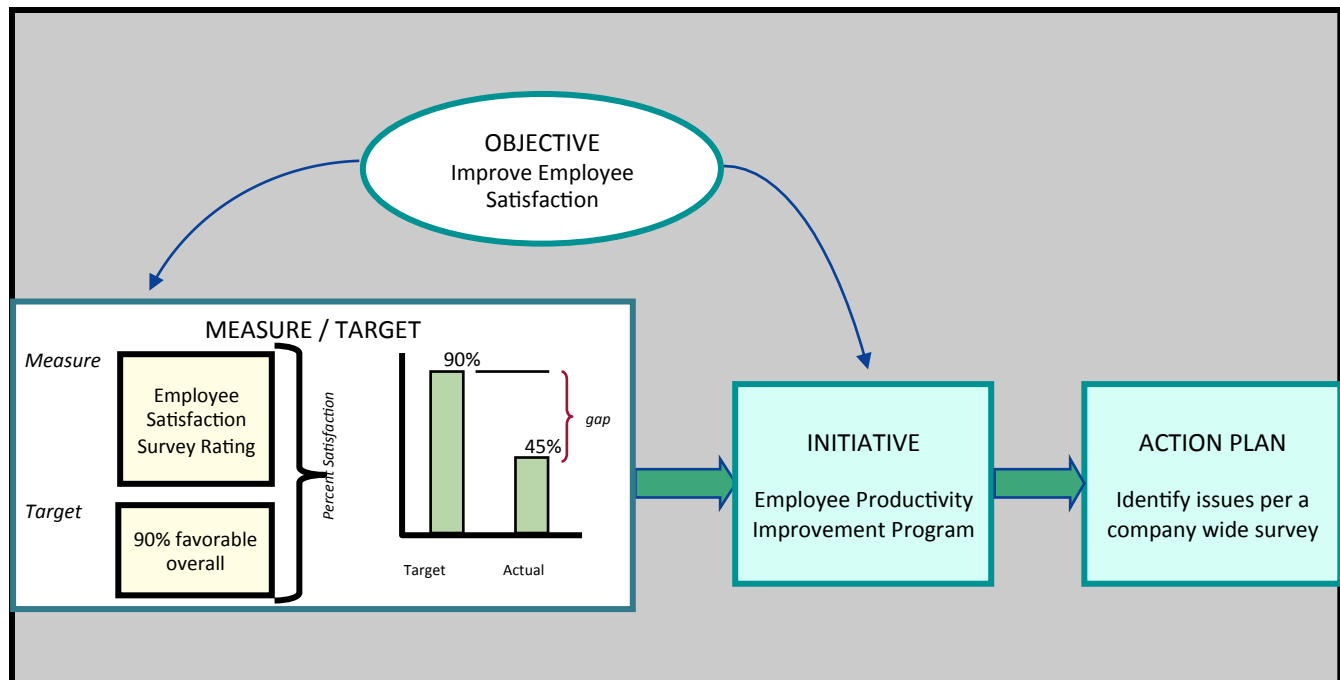 OBJECTIVE
Improve Employee
Satisfaction
MEASURE / TARGET
Measure
Employee
Satisfaction
Survey Rating
Target
90% favorable
overall
Percent Satisfaction
90%
45%
gap
Target
Actual
INITIATIVE
Employee Productivity
Improvement Program
ACTION PLAN
Identify issues per a
company wide survey